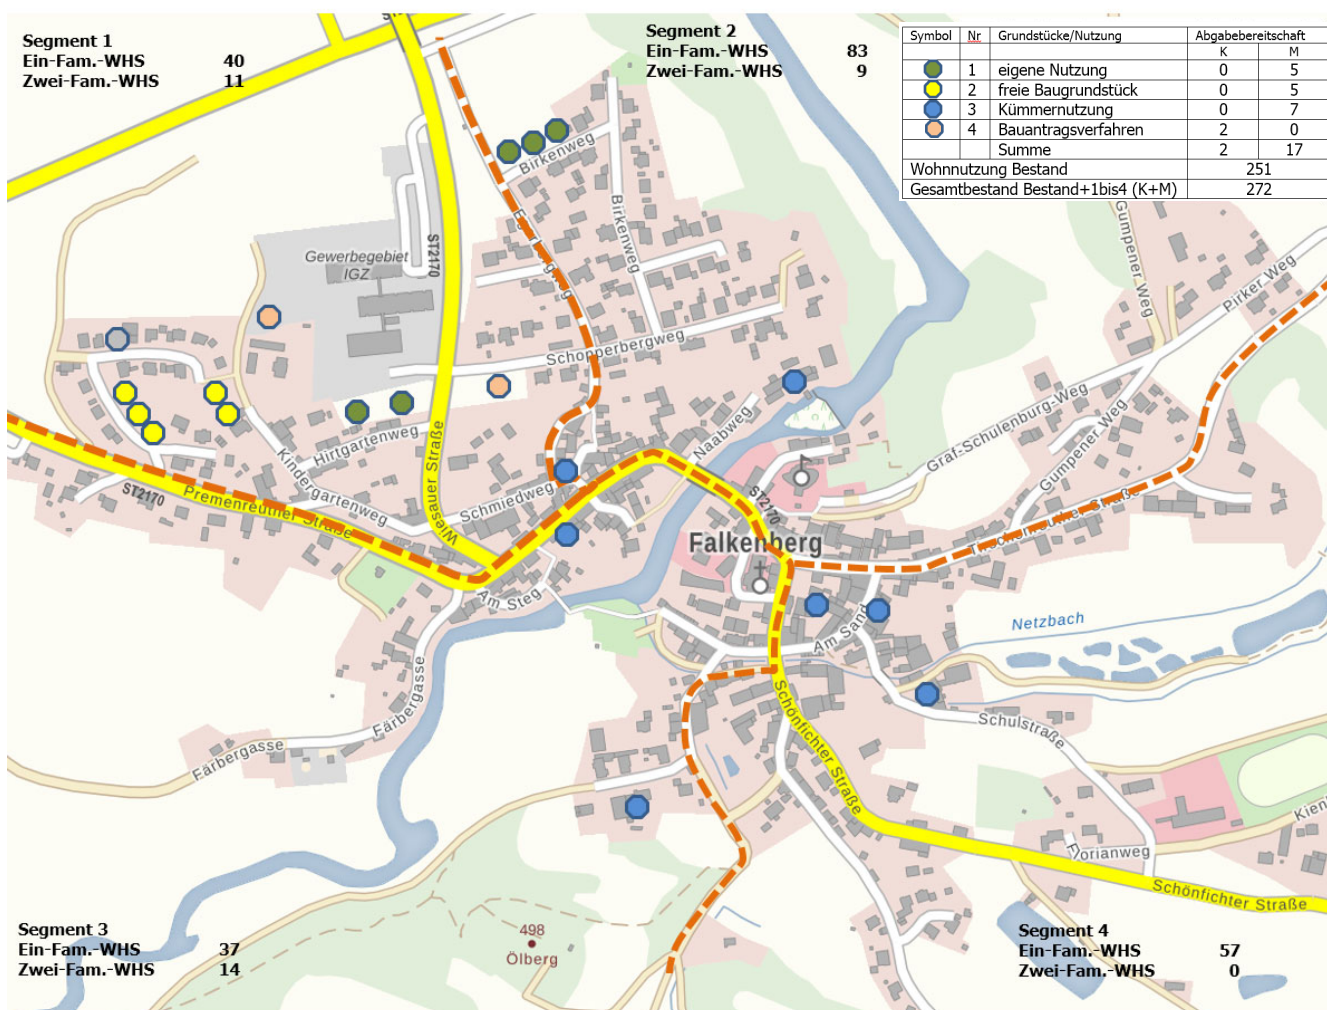 Segment 1
Ein-Fam.-WHS 40
Zwei-Fam.-WHS 11
Segment 2
Ein-Fam.-WHS 83
Zwei-Fam.-WHS 9
Symbol Nr Grundstücke/Nutzung Abgabebereitschaft
K M
1 eigene Nutzung 0 5
2 freie Baugrundstück 0 5
3 Kümmernutzung 0 7
4 Bauantragsverfahren 2 0
Summe 2 17
Wohnnutzung Bestand 251
Gesamtbestand Bestand+1bis4 (K+M) 272
Birkenweg
Birkenweg
ST2170
Gewerbegebiet
IGZ
Gumpener Weg
Pirker Weg
Schopperbergweg
Naabweg
Graf-Schulenburg-Weg
Gumpener Weg
Hirtgartenweg
Kindergartenweg
Wiesauer Straße
Schmiedweg
ST2170
Premenreuther Straße
ST2170
Falkenberg
Am Steg
Am Sand
Netzbach
Färbergasse
Färbergasse
Schulstraße
Schönfichter Straße
Florianweg
Schönfichter Straße
498
Ölberg
Segment 3
Ein-Fam.-WHS 37
Zwei-Fam.-WHS 14
Segment 4
Ein-Fam.-WHS 57
Zwei-Fam.-WHS 0